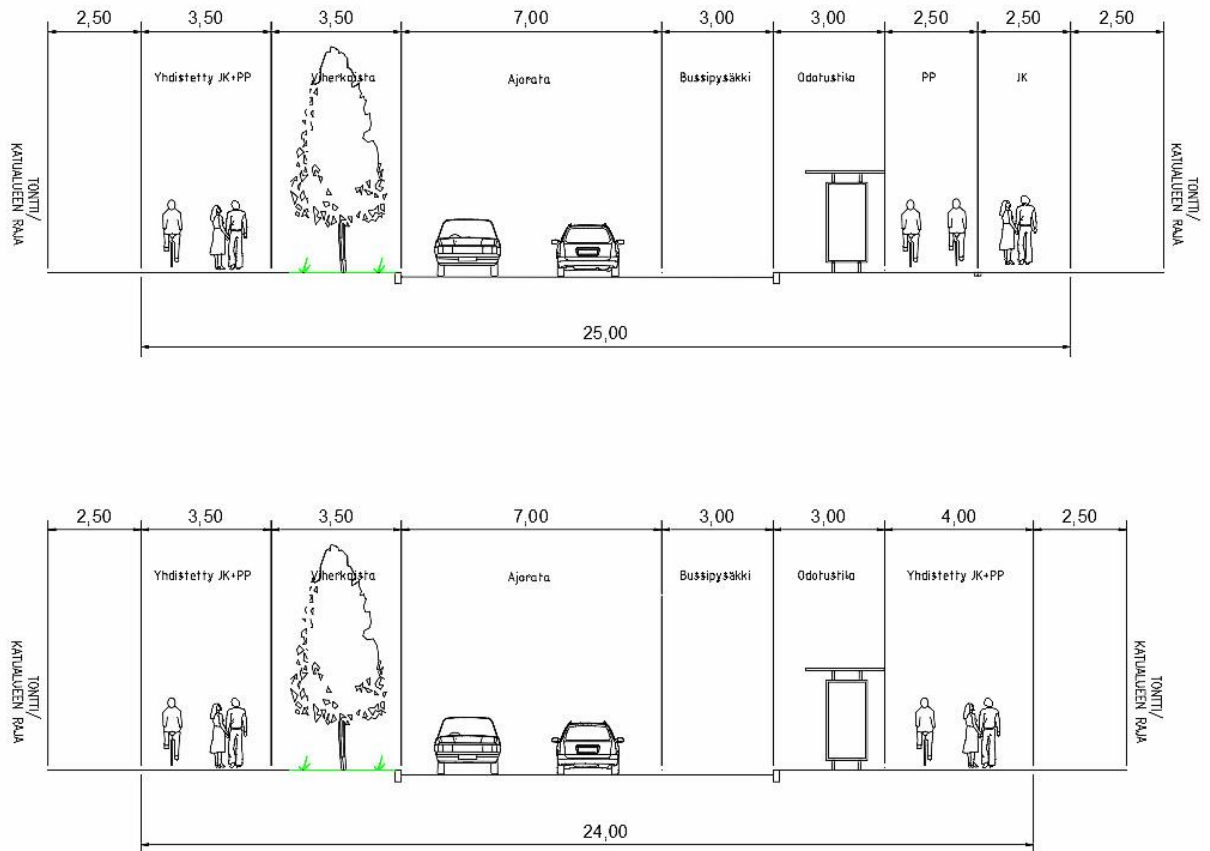 2,50 3,50 3,50 7,00 3,00 3,00 2,50 2,50 2,50
Yhdistetty JK+PP Viherkaista Ajorata Bussipysäkki Odotustila PP JK
TONTTI/
KATUALUEEN RAJA
TONTTI/
KATUALUEEN RAJA
25,00
2,50 3,50 3,50 7,00 3,00 3,00 4,00 2,50
Yhdistetty JK+PP Viherkaista Ajorata Bussipysäkki Odotustila Yhdistetty JK+PP
TONTTI/
KATUALUEEN RAJA
TONTTI/
KATUALUEEN RAJA
24,00